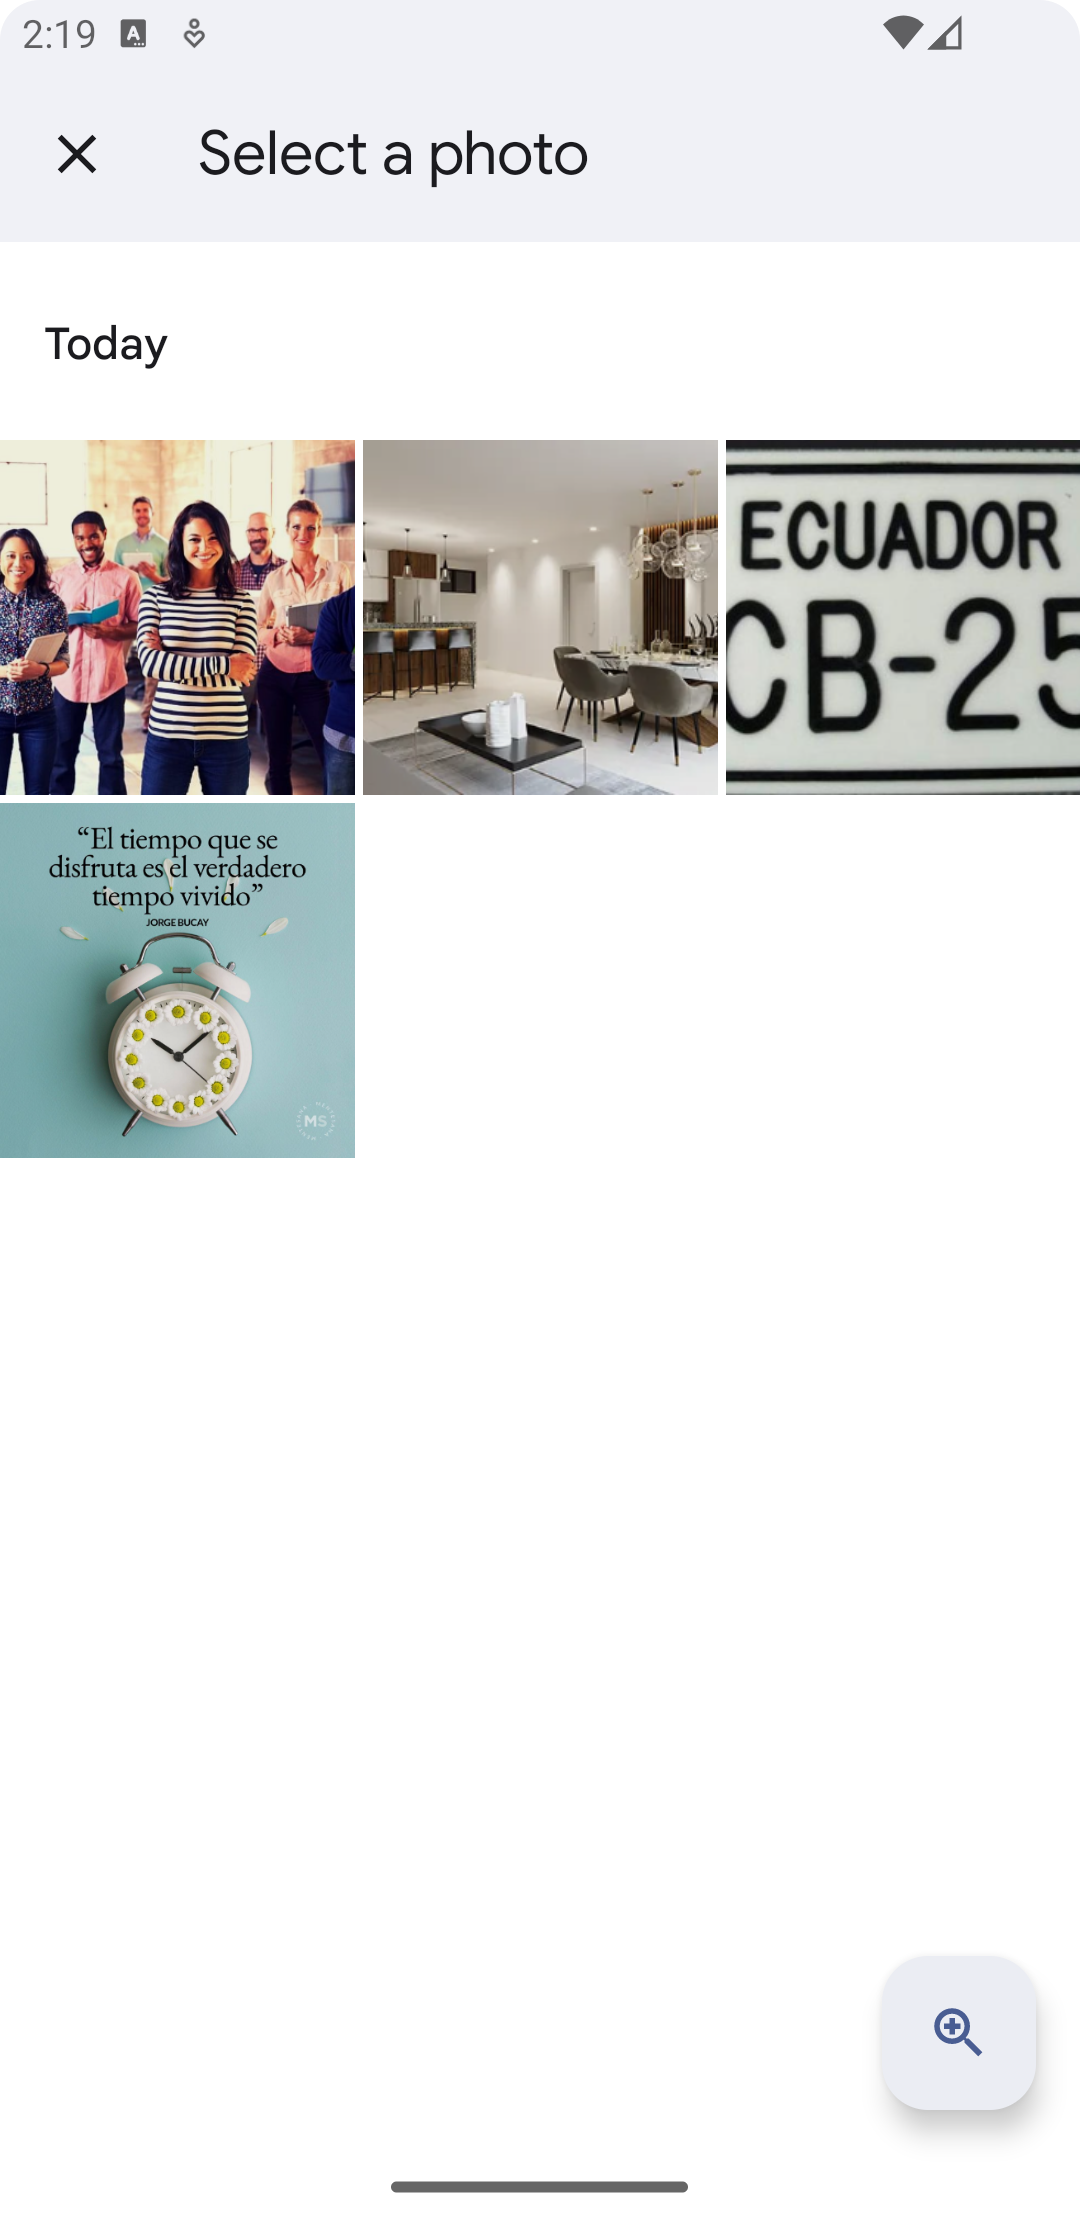 2:19
Select a photo
Today
ECUADOR
CB-25
“El tiempo que se
disfruta es el verdadero
tiempo vivido”
JORGE BUCAY
MS